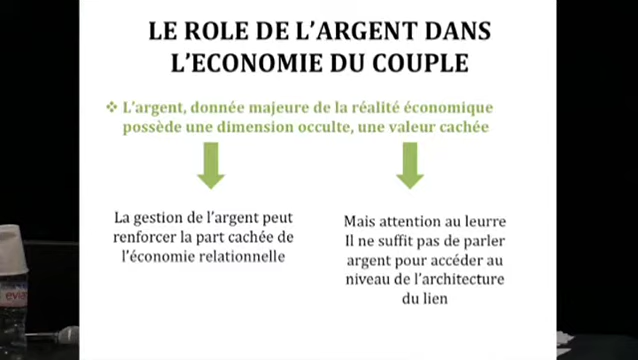 LE ROLE DE L'ARGENT DANS
L'ECONOMIE DU COUPLE
❖ L'argent, donnée majeure de la réalité économique
possède une dimension occulte, une valeur cachée
La gestion de l'argent peut
renforcer la part cachée de
l'économie relationnelle
Mais attention au leurre
Il ne suffit pas de parler
argent pour accéder au
niveau de l'architecture
du lien
evian